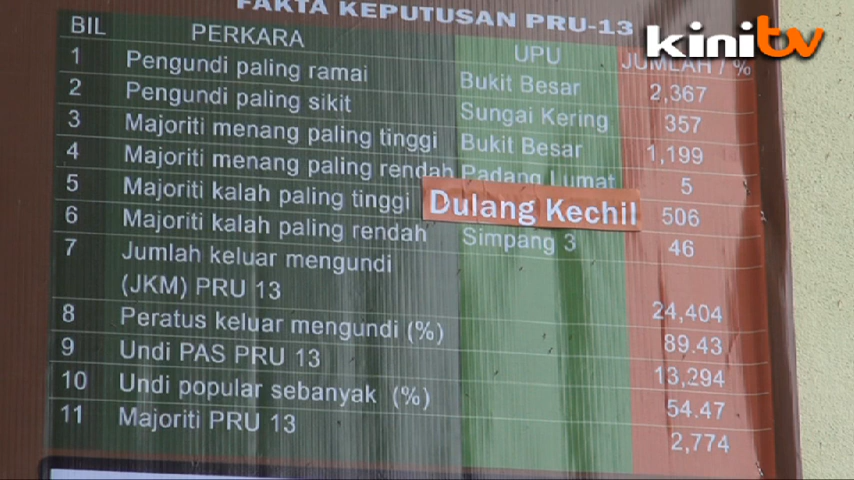 FAKTA KEPUTUSAN PRU-13
kinitv
BIL PERKARA UPU JUMLAH / %
1 Pengundi paling ramai Bukit Besar 2,367
2 Pengundi paling sikit Sungai Kering 357
3 Majoriti menang paling tinggi Bukit Besar 1,199
4 Majoriti menang paling rendah Padang Lumat 5
5 Majoriti kalah paling tinggi Dulang Kechil 506
6 Majoriti kalah paling rendah Simpang 3 46
7 Jumlah keluar mengundi
(JKM) PRU 13 24,404
8 Peratus keluar mengundi (%) 89.43
9 Undi PAS PRU 13 13,294
10 Undi popular sebanyak (%) 54.47
11 Majoriti PRU 13 2,774